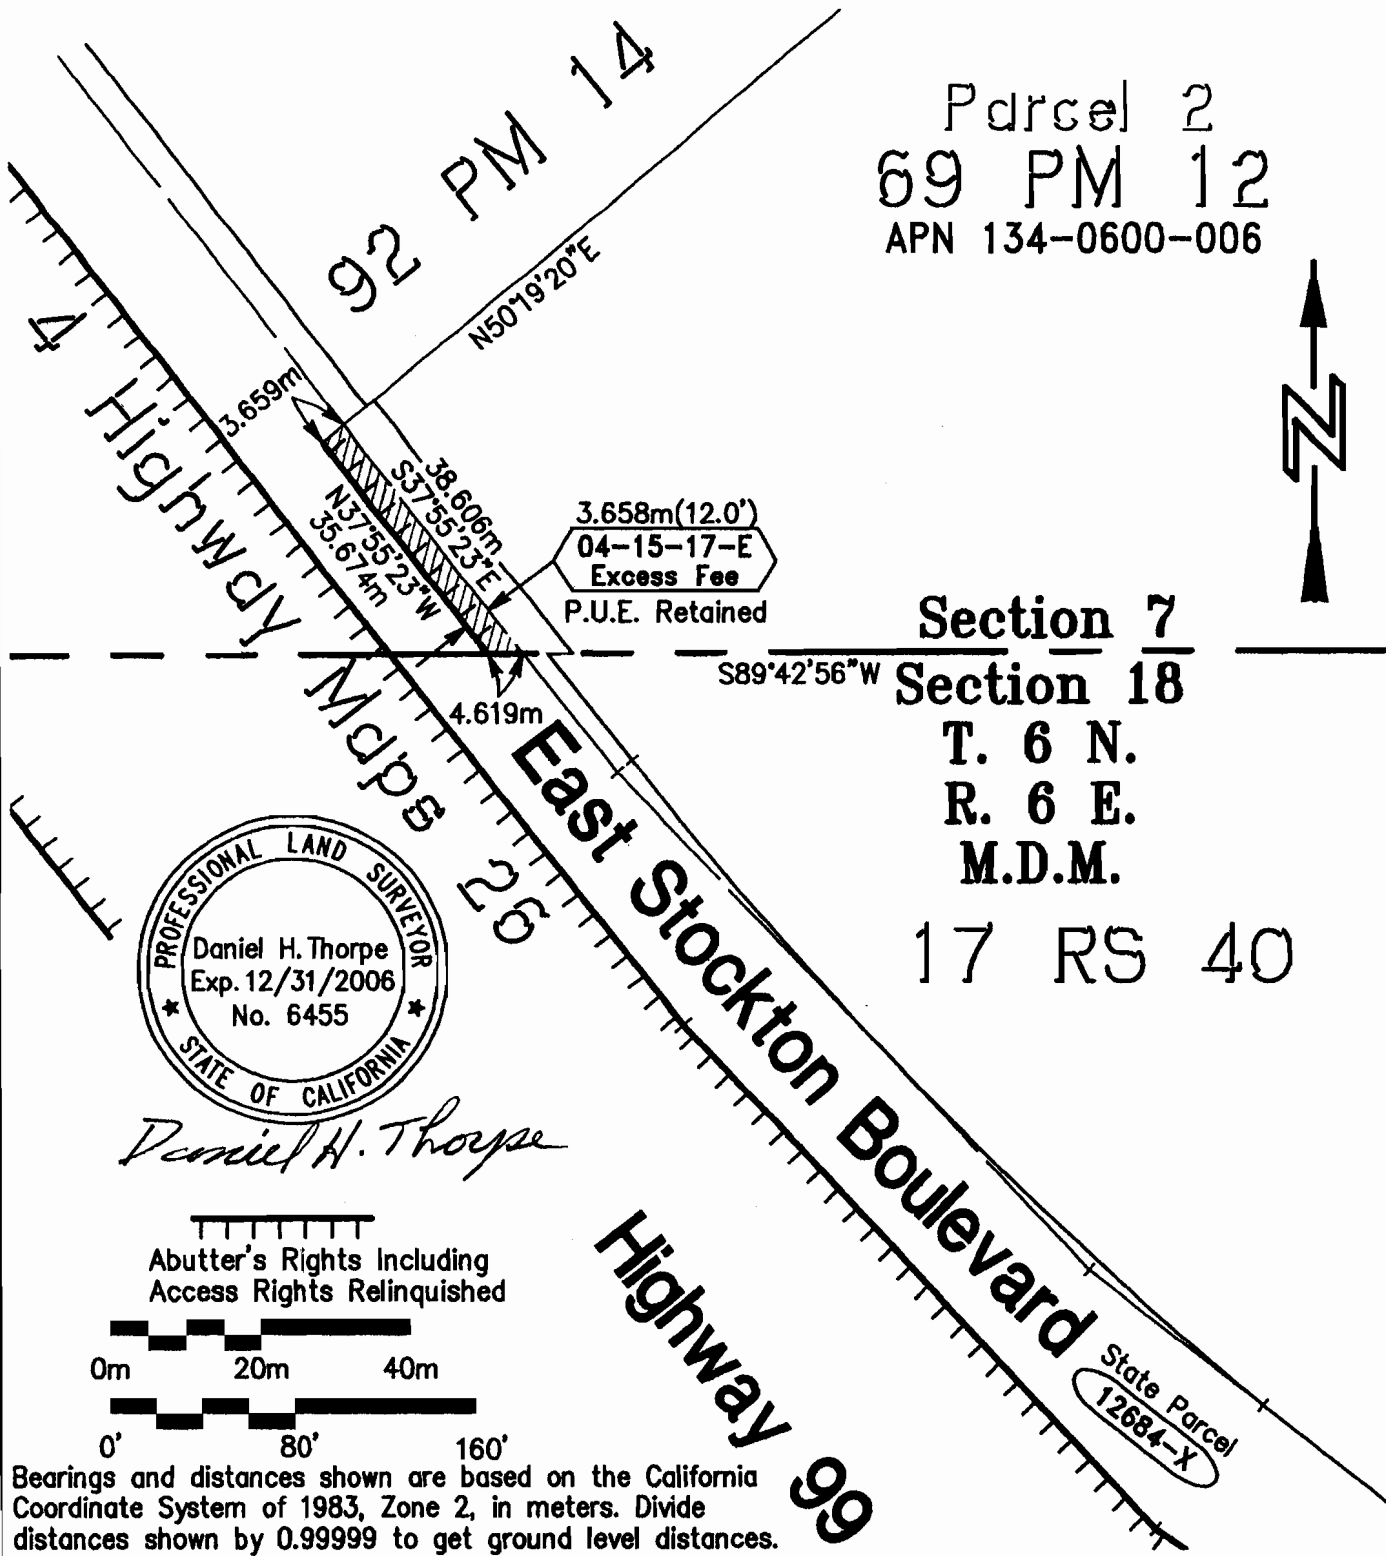 92 PM 14
Parcel 2
69 PM 12
APN 134-0600-006
N50°19'20"E
4 Highway Maps 26
3.659m
38.606m
S37°55'23"E
N37°55'23"W
35.674m
3.658m(12.0')
04-15-17-E
Excess Fee
P.U.E. Retained
N
Section 7
S89°42'56"W
Section 18
T. 6 N.
R. 6 E.
M.D.M.
17 RS 40
4.619m
East Stockton Boulevard
PROFESSIONAL LAND SURVEYOR
Daniel H. Thorpe
Exp. 12/31/2006
No. 6455
STATE OF CALIFORNIA
Daniel H. Thorpe
Abutter's Rights Including
Access Rights Relinquished
0m 20m 40m
0' 80' 160'
Highway 99
State Parcel
12684-X
Bearings and distances shown are based on the California
Coordinate System of 1983, Zone 2, in meters. Divide
distances shown by 0.99999 to get ground level distances.